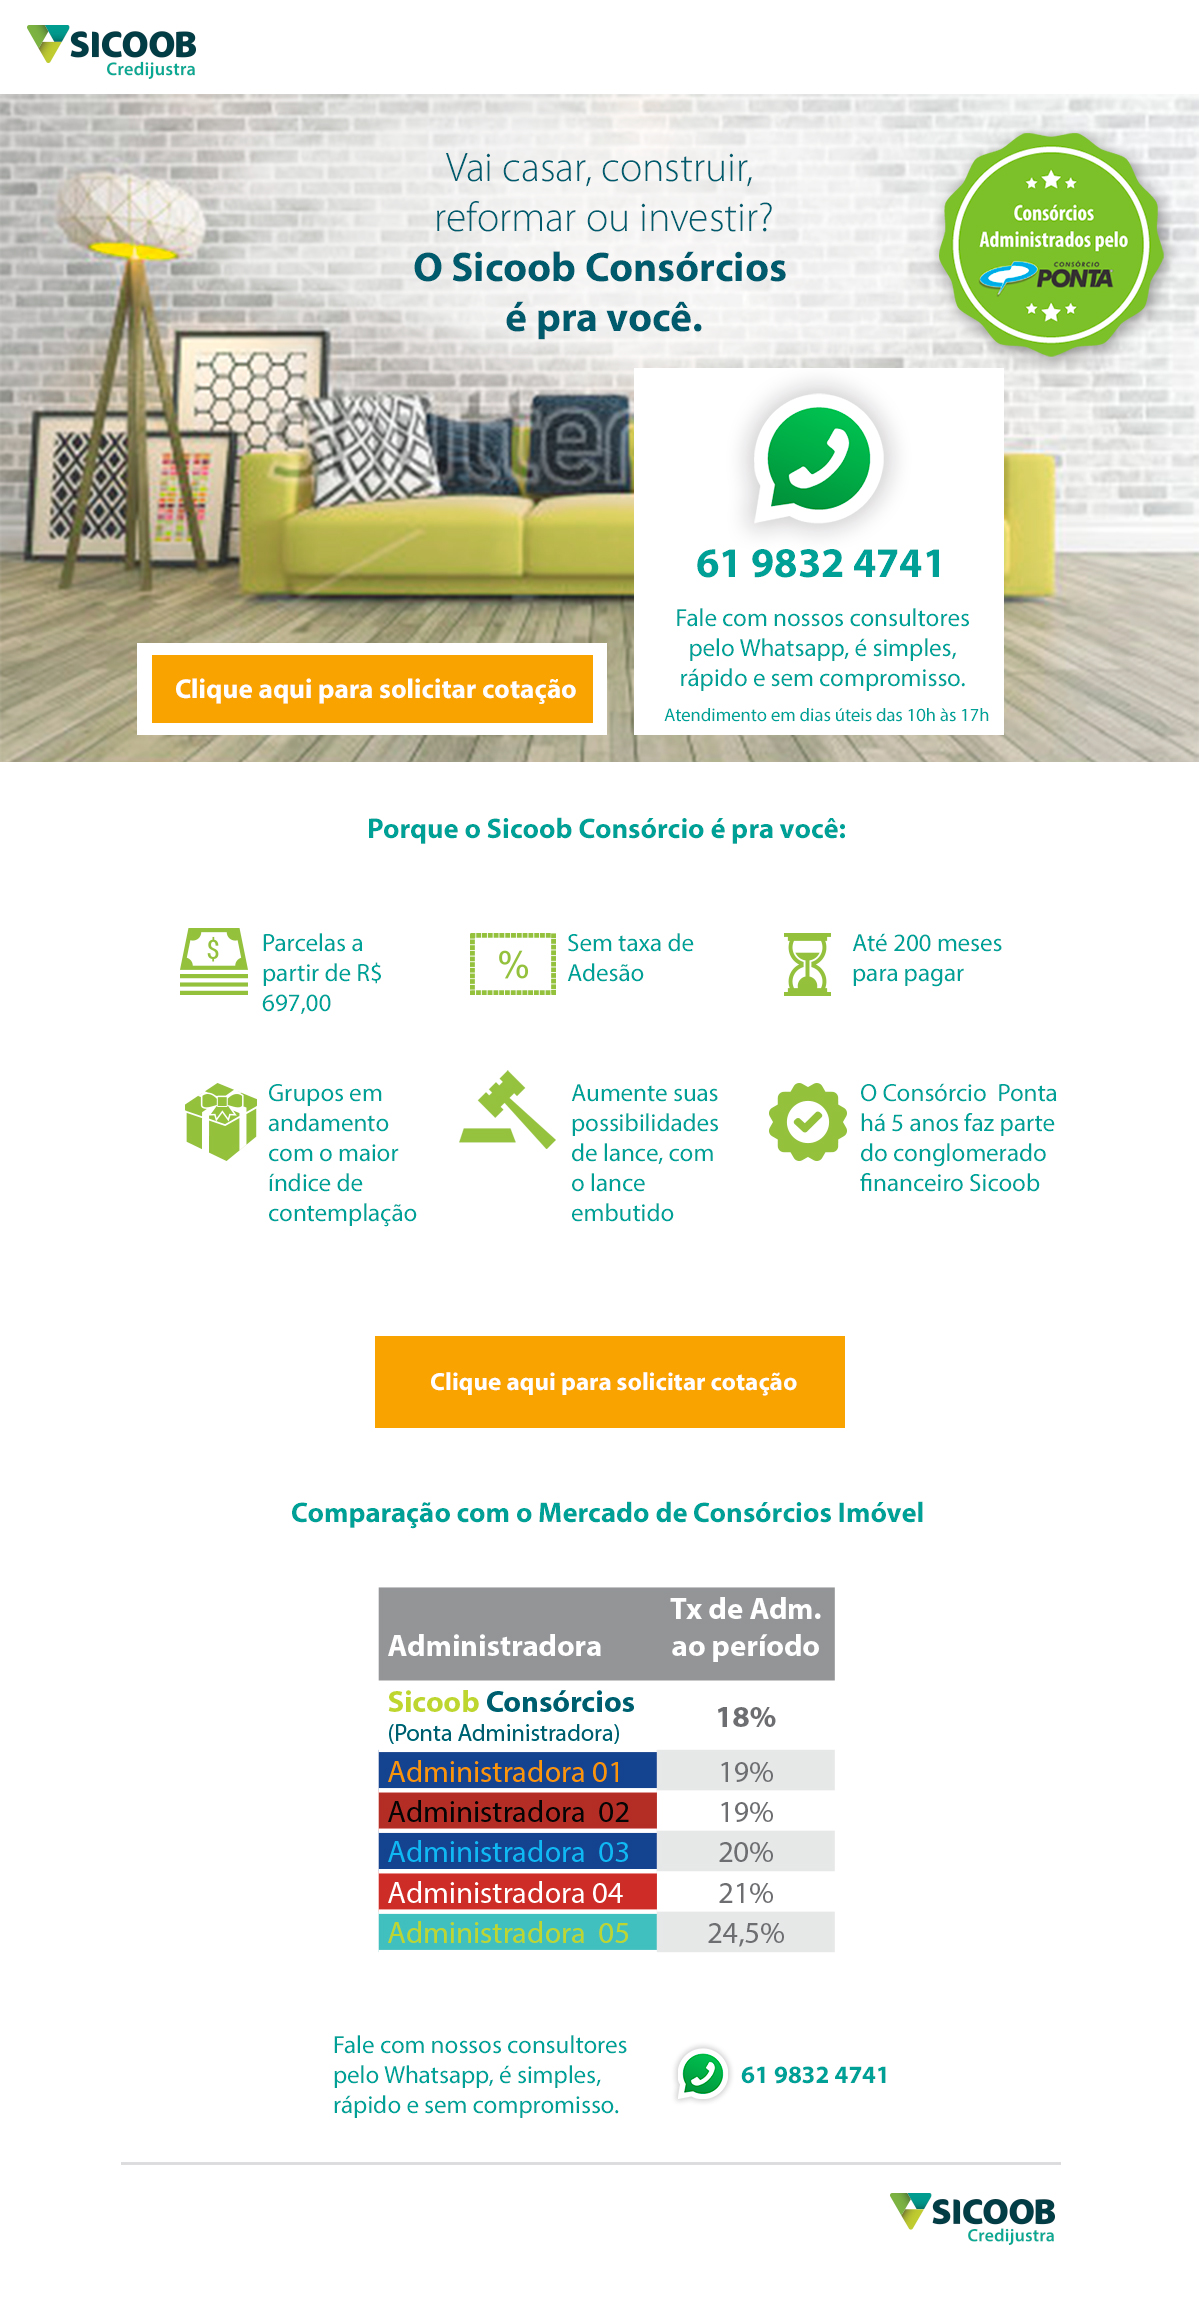 SICOOB
Credijustra
Vai casar, construir,
reformar ou investir?
O Sicoob Consórcios
é pra você.
Consórcios
Administrados pelo
CONSÓRCIO
PONTA
61 9832 4741
Fale com nossos consultores
pelo Whatsapp, é simples,
rápido e sem compromisso.
Atendimento em dias úteis das 10h às 17h
Clique aqui para solicitar cotação
Porque o Sicoob Consórcio é pra você:
Parcelas a
partir de R$
697,00
%
Sem taxa de
Adesão
Até 200 meses
para pagar
Grupos em
andamento
com o maior
índice de
contemplação
Aumente suas
possibilidades
de lance, com
o lance
embutido
O Consórcio  Ponta
há 5 anos faz parte
do conglomerado
financeiro Sicoob
Clique aqui para solicitar cotação
Comparação com o Mercado de Consórcios Imóvel
Administradora
Tx de Adm.
ao período
Sicoob Consórcios
(Ponta Administradora)
18%
Administradora 01 19%
Administradora  02 19%
Administradora  03 20%
Administradora 04 21%
Administradora  05 24,5%
Fale com nossos consultores
pelo Whatsapp, é simples,
rápido e sem compromisso.
61 9832 4741
SICOOB
Credijustra